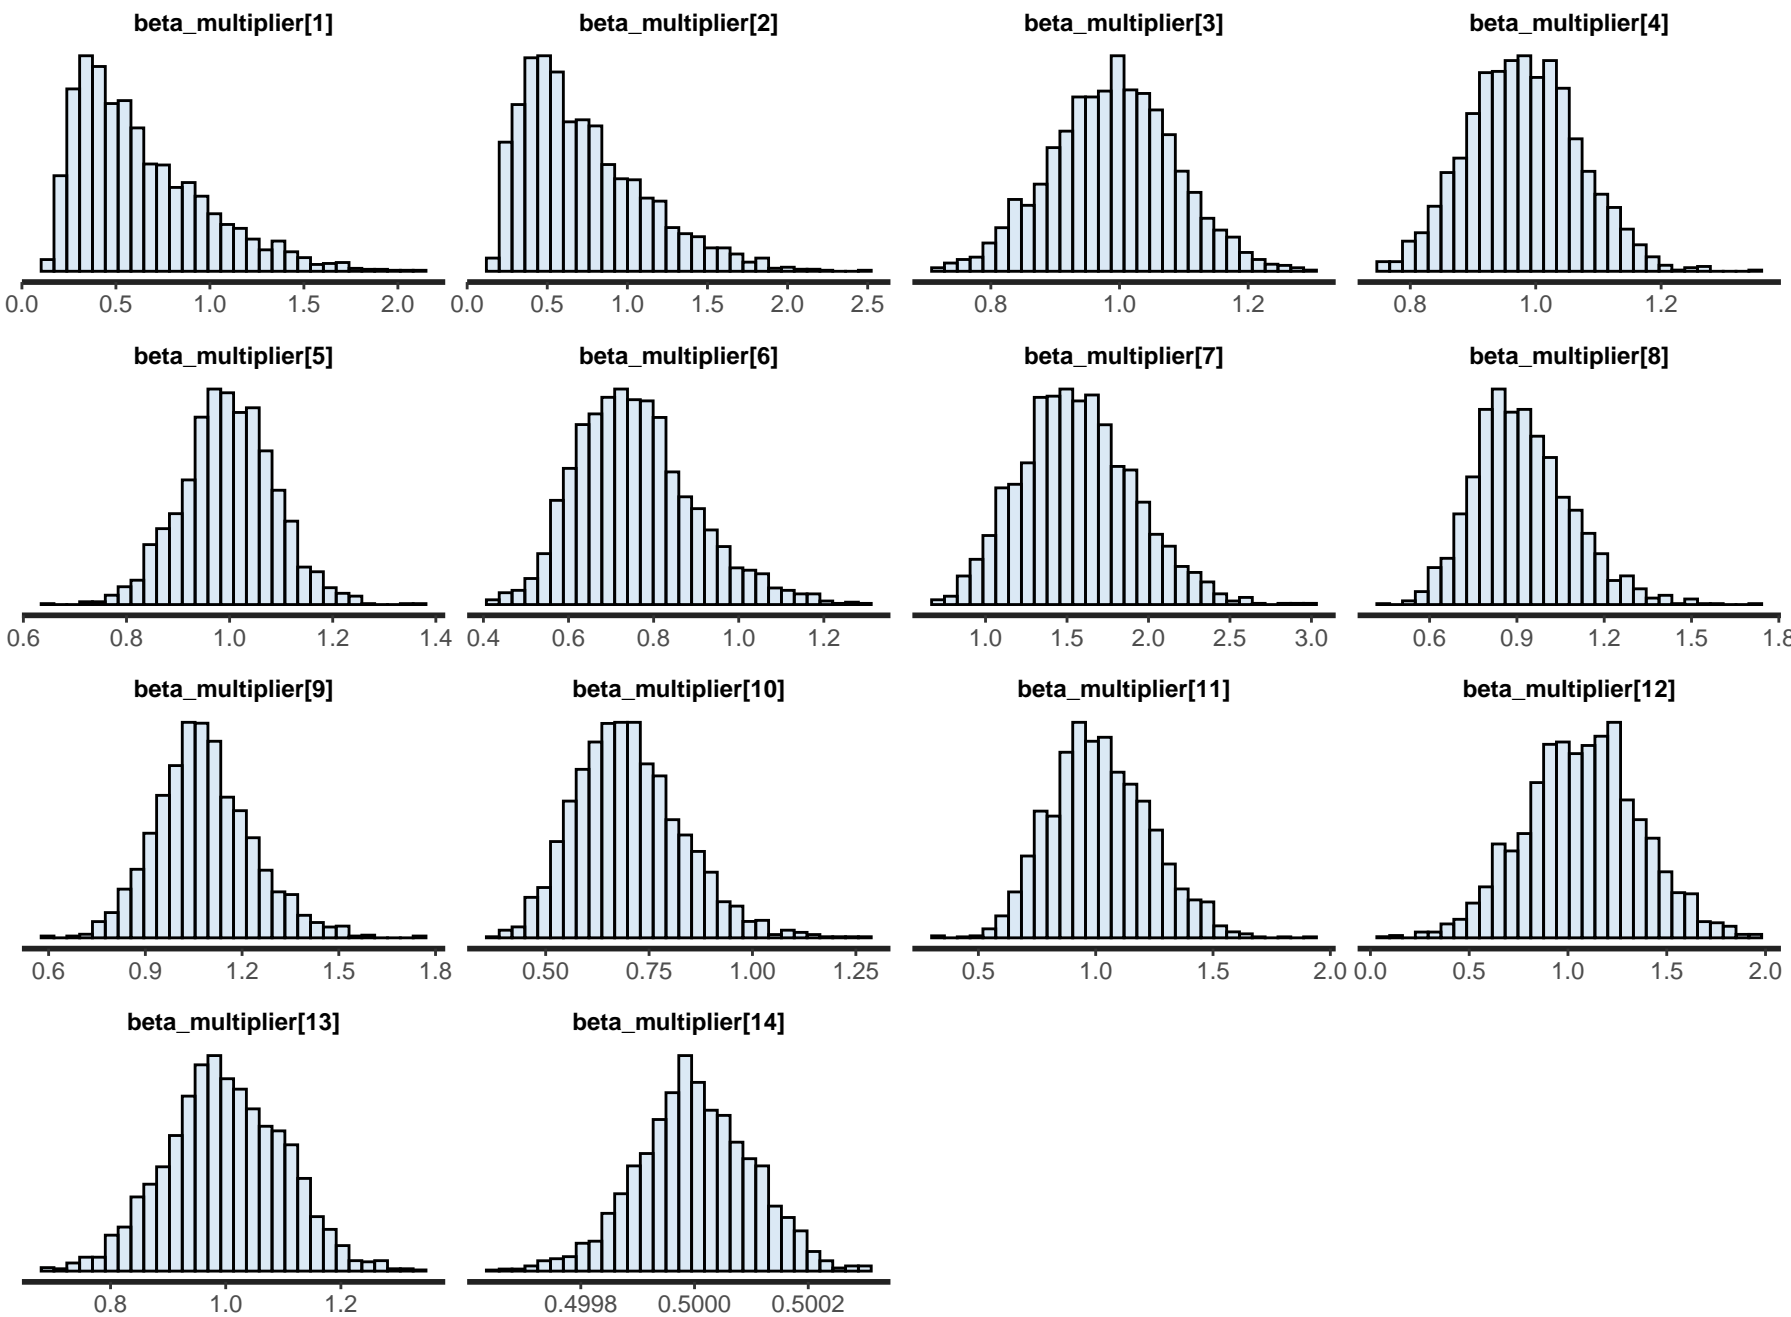 beta_multiplier[1] beta_multiplier[2] beta_multiplier[3] beta_multiplier[4]
0.0 0.5 1.0 1.5 2.0 0.0 0.5 1.0 1.5 2.0 2.5 0.8 1.0 1.2 0.8 1.0 1.2
beta_multiplier[5] beta_multiplier[6] beta_multiplier[7] beta_multiplier[8]
0.6 0.8 1.0 1.2 1.4 0.4 0.6 0.8 1.0 1.2 1.0 1.5 2.0 2.5 3.0 0.6 0.9 1.2 1.5 1.8
beta_multiplier[9] beta_multiplier[10] beta_multiplier[11] beta_multiplier[12]
0.6 0.9 1.2 1.5 1.8 0.50 0.75 1.00 1.25 0.5 1.0 1.5 2.0 0.0 0.5 1.0 1.5 2.0
beta_multiplier[13] beta_multiplier[14]
0.8 1.0 1.2 0.4998 0.5000 0.5002